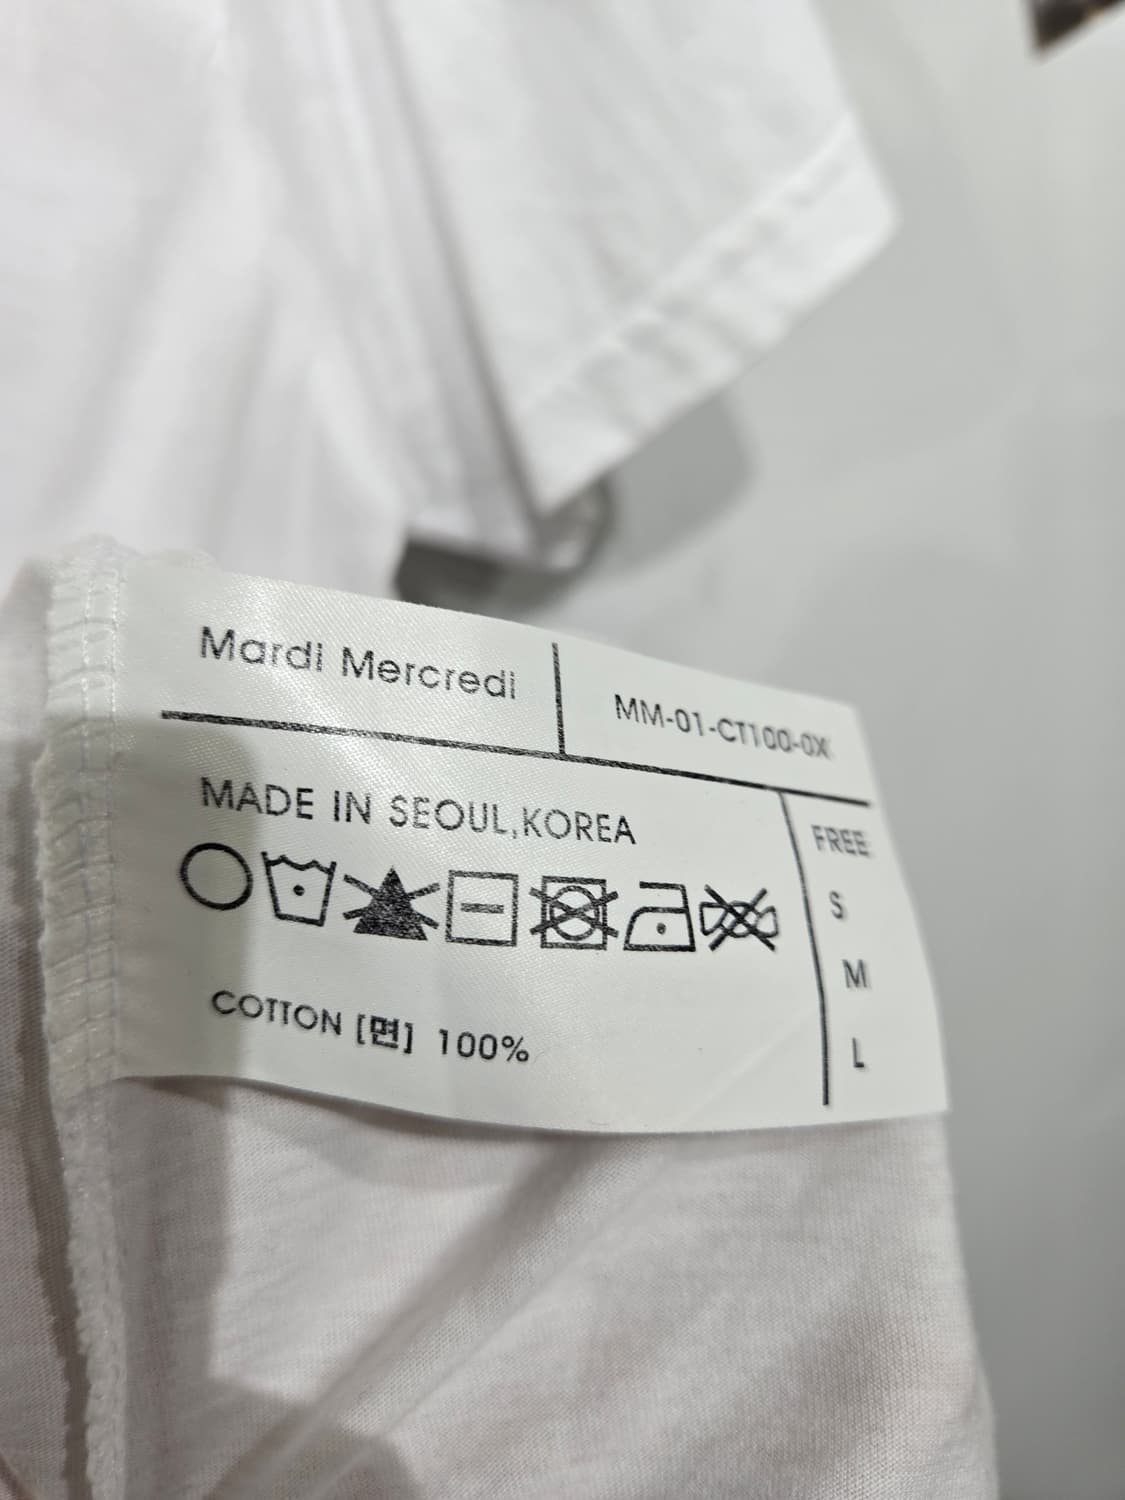 Mardi Mercredi
MM-01-CT100-0X
MADE IN SEOUL,KOREA
COTTON [면] 100%
FREE
S
M
L